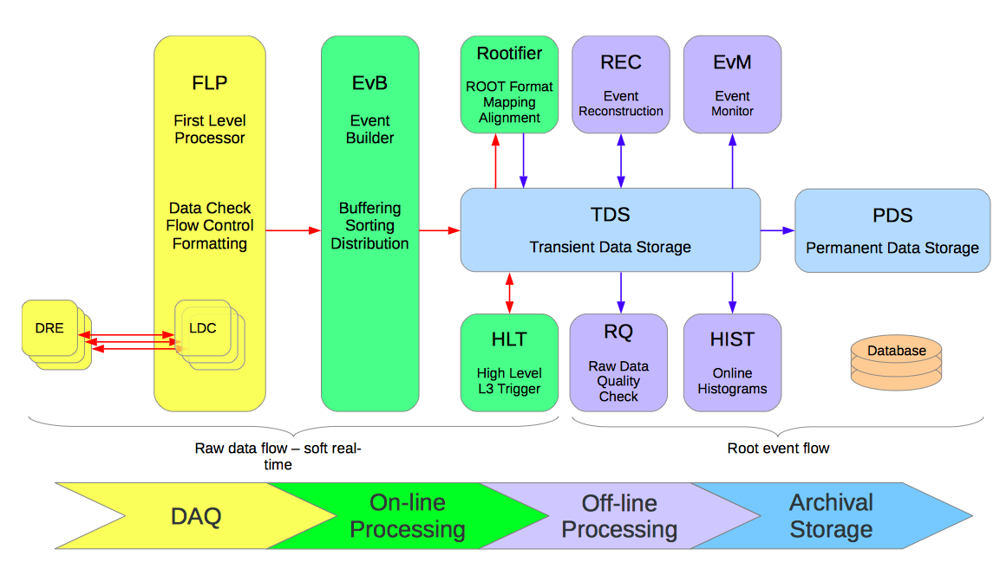 FLP
First Level
Processor
Data Check
Flow Control
Formatting
DRE
LDC
EvB
Event
Builder
Buffering
Sorting
Distribution
Rootifier
ROOT Format
Mapping
Alignment
REC
Event
Reconstruction
EvM
Event
Monitor
TDS
Transient Data Storage
PDS
Permanent Data Storage
HLT
High Level
L3 Trigger
RQ
Raw Data
Quality
Check
HIST
Online
Histograms
Database
Raw data flow – soft real-
time
Root event flow
DAQ
On-line
Processing
Off-line
Processing
Archival
Storage